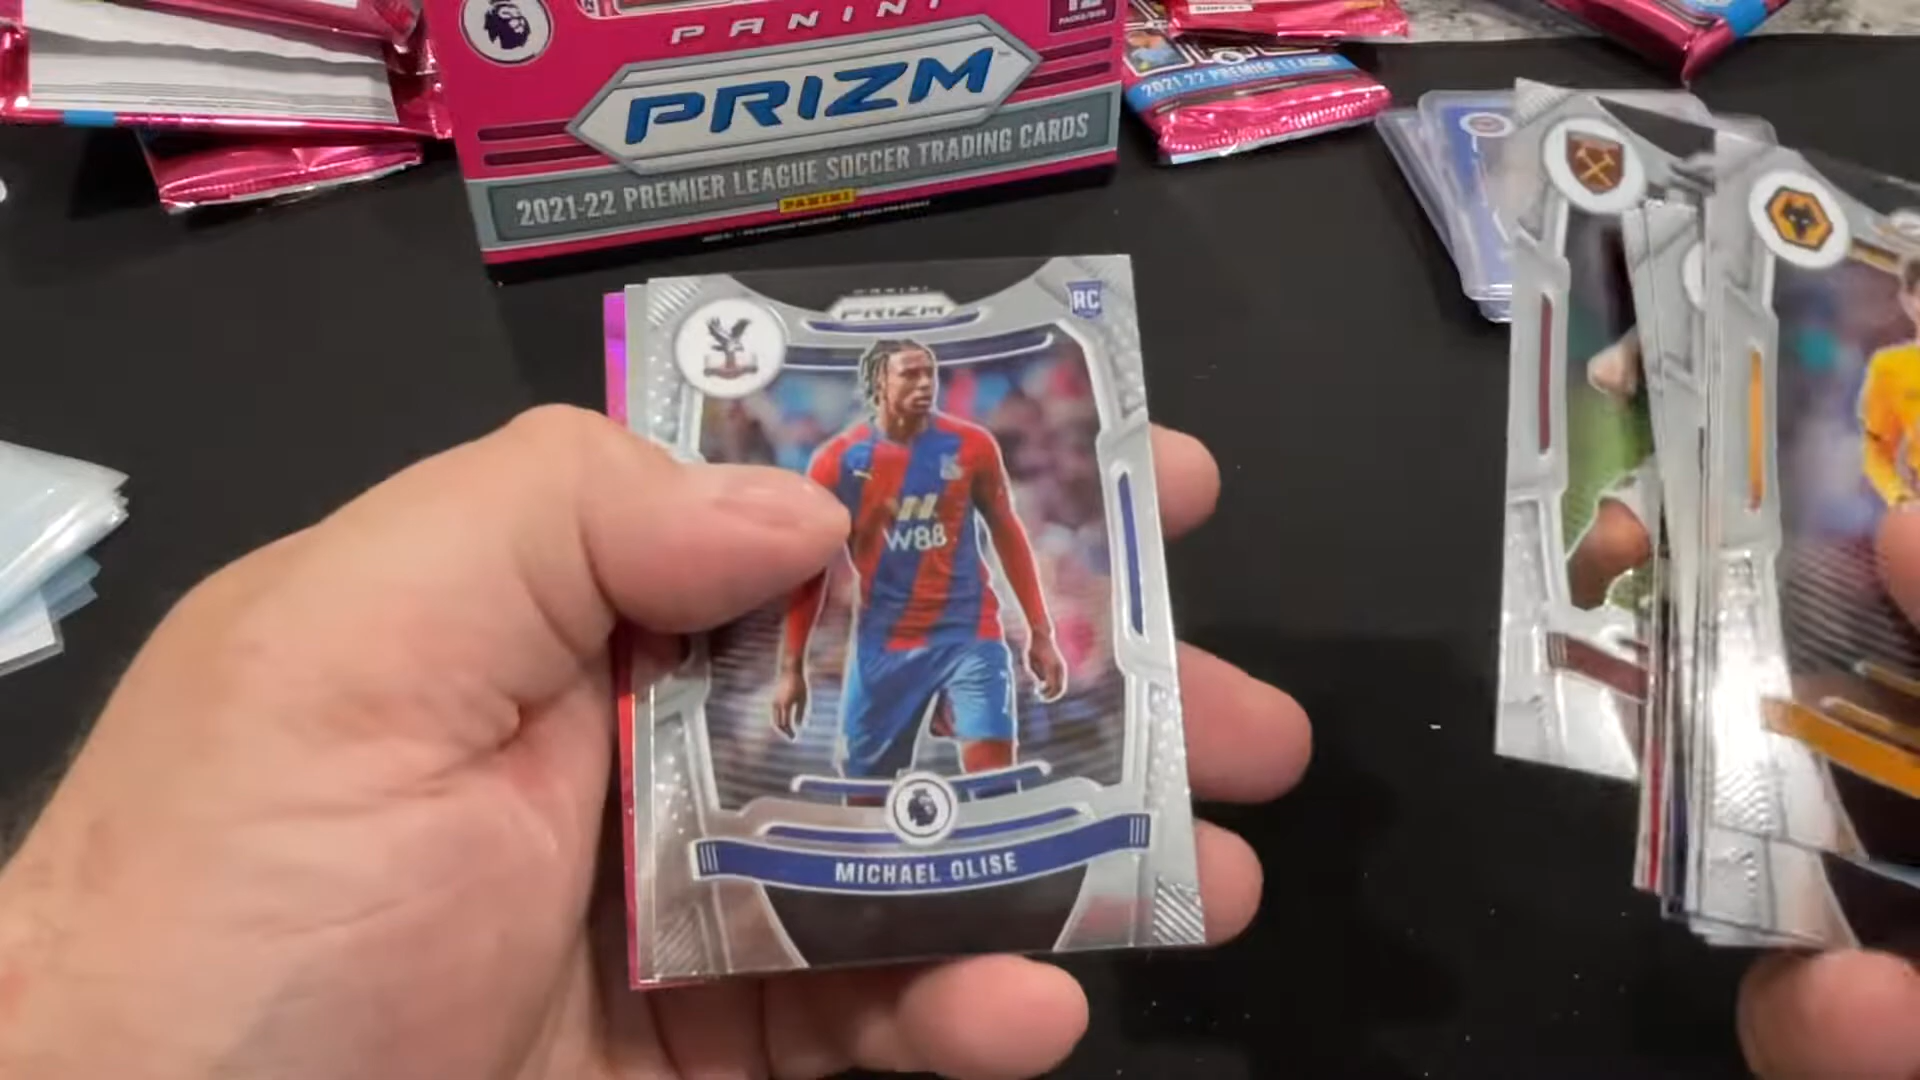 PANINI
PRIZM
2021-22 PREMIER LEAGUE SOCCER TRADING CARDS
PANINI
2021-22 PREMIER LEAGUE
PRIZM
RC
W88
MICHAEL OLISE